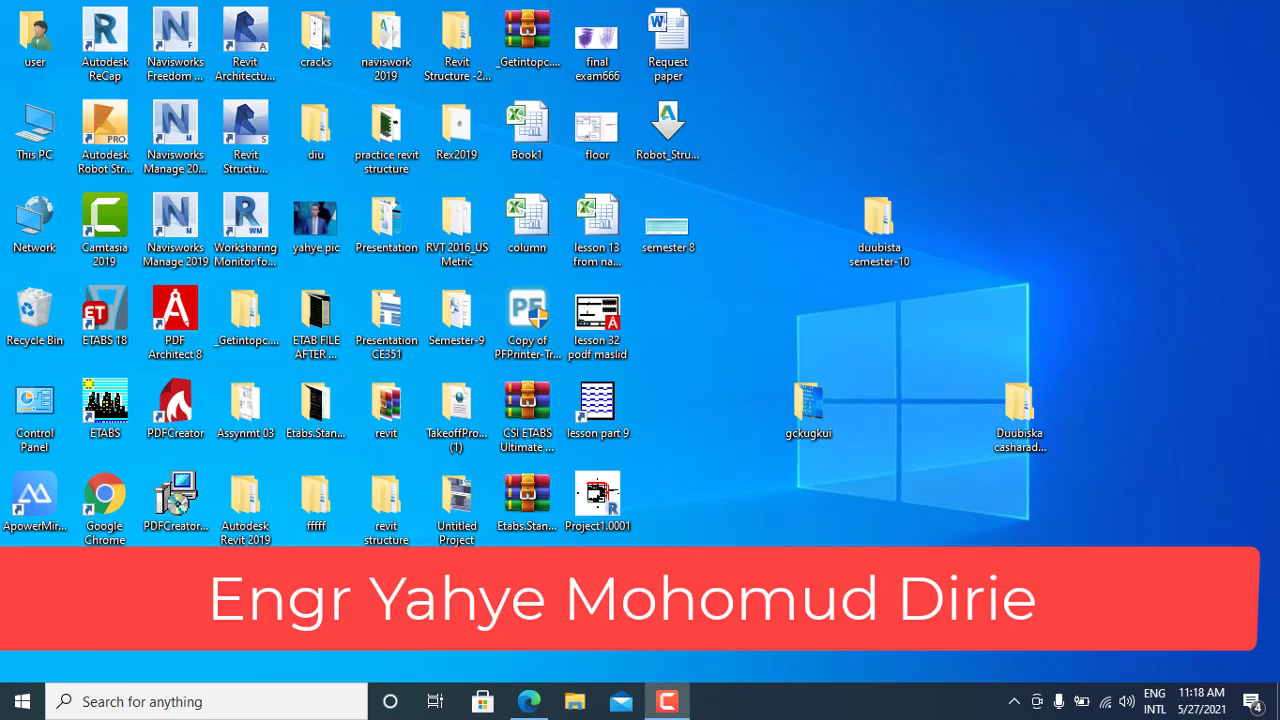 user
Autodesk
ReCap
Navisworks
Freedom ...
Revit
Architectu...
cracks
naviswork
2019
Revit
Structure -2...
_Getintopc....
final
exam666
Request
paper
This PC
Autodesk
Robot Str...
Navisworks
Manage 20...
Revit
Structu...
diu
practice revit
structure
Rex2019
Book1
floor
Robot_Stru...
Network
Camtasia
2019
Navisworks
Manage 2019
Worksharing
Monitor fo...
yahye pic
Presentation
RVT 2016_US
Metric
column
lesson 13
from na...
semester 8
duubista
semester-10
Recycle Bin
ETABS 18
PDF
Architect 8
_Getintopc....
ETAB FILE
AFTER ...
Presentation
CE351
Semester-9
Copy of
PFPrinter-Tr...
lesson 32
podf maslid
Control
Panel
ETABS
PDFCreator
Assynmt 03
Etabs.Stan...
revit
TakeoffPro...
(1)
CSI ETABS
Ultimate ...
lesson part 9
gckugkui
Duubiska
casharad...
ApowerMir...
Google
Chrome
PDFCreator...
Autodesk
Revit 2019
fffff
revit
structure
Untitled
Project
Etabs.Stan...
Project1.0001
Engr Yahye Mohomud Dirie
Search for anything
ENG
INTL
11:18 AM
5/27/2021
4